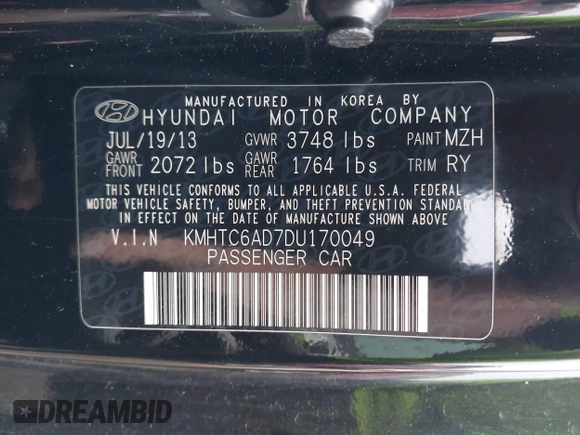 MANUFACTURED IN KOREA BY
HYUNDAI MOTOR COMPANY
JUL/19/13 GVWR 3748 lbs PAINT MZH
GAWR FRONT 2072 lbs GAWR REAR 1764 lbs TRIM RY
THIS VEHICLE CONFORMS TO ALL APPLICABLE U.S.A. FEDERAL
MOTOR VEHICLE SAFETY, BUMPER, AND THEFT PREVENTION STANDARDS
IN EFFECT ON THE DATE OF MANUFACTURE SHOWN ABOVE
V.I.N KMHTC6AD7DU170049
PASSENGER CAR
DREAMBID